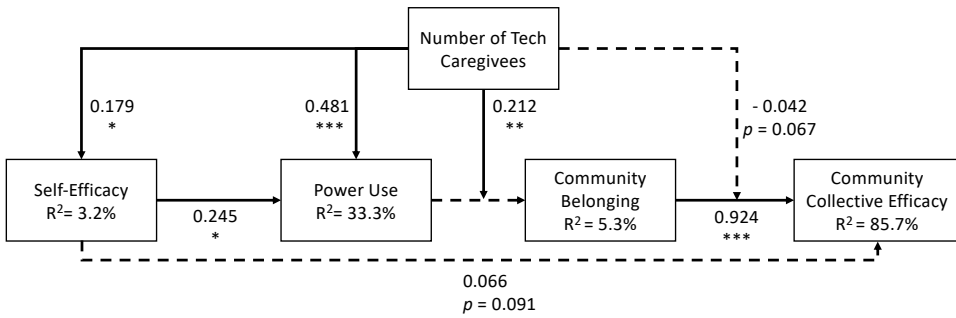 Number of Tech
Caregivees
0.179
*
0.481
***
0.212
**
- 0.042
p = 0.067
Self-Efficacy
R²= 3.2%
0.245
*
Power Use
R²= 33.3%
Community
Belonging
R² = 5.3%
0.924
***
Community
Collective Efficacy
R² = 85.7%
0.066
p = 0.091